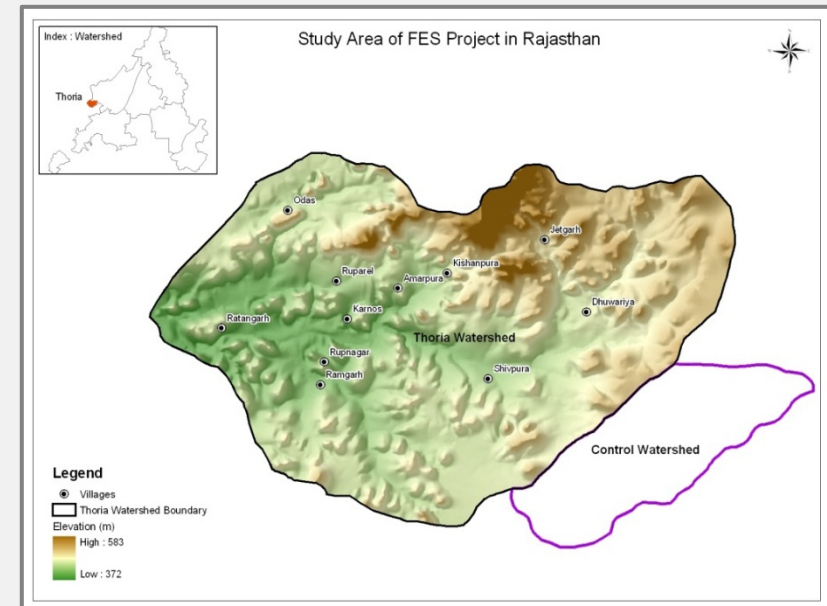 Index : Watershed
Thoria
Study Area of FES Project in Rajasthan
Odas
Jetgarh
Kishanpura
Ruparel
Amarpura
Dhuwariya
Karnos
Ratangarh
Thoria Watershed
Rupnagar
Shivpura
Ramgarh
Control Watershed
Legend
Villages
Thoria Watershed Boundary
Elevation (m)
High : 583
Low : 372